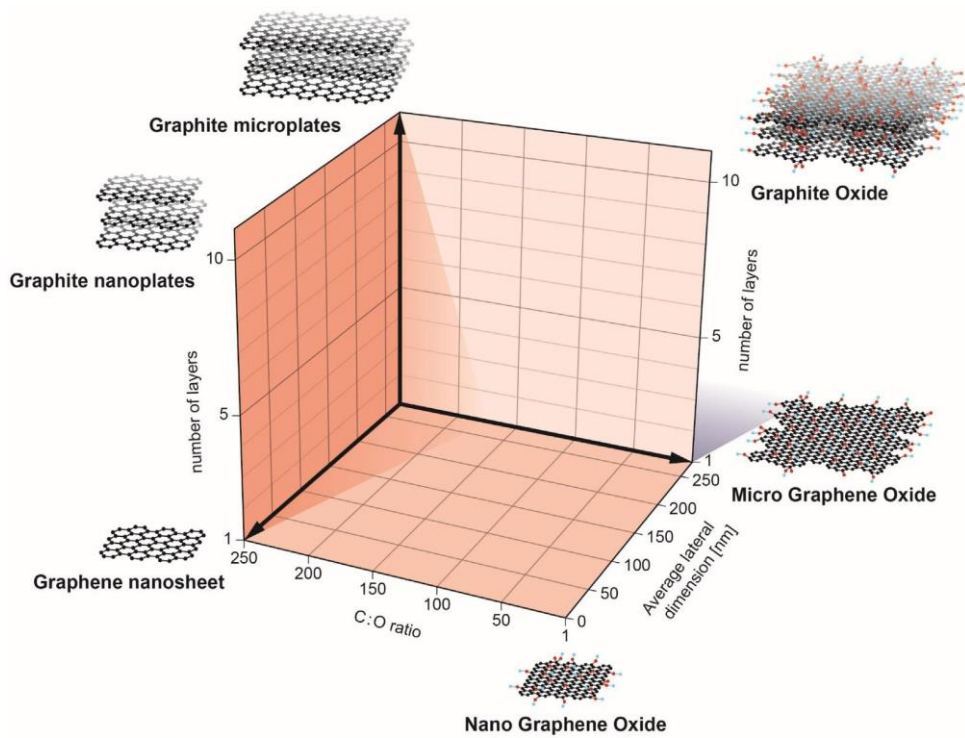 Graphite microplates
Graphite Oxide
Graphite nanoplates
10
5
1
number of layers
10
5
1
number of layers
Micro Graphene Oxide
Graphene nanosheet
250
200
150
100
50
1
C:O ratio
250
200
150
100
50
0
Average lateral
dimension [nm]
Nano Graphene Oxide